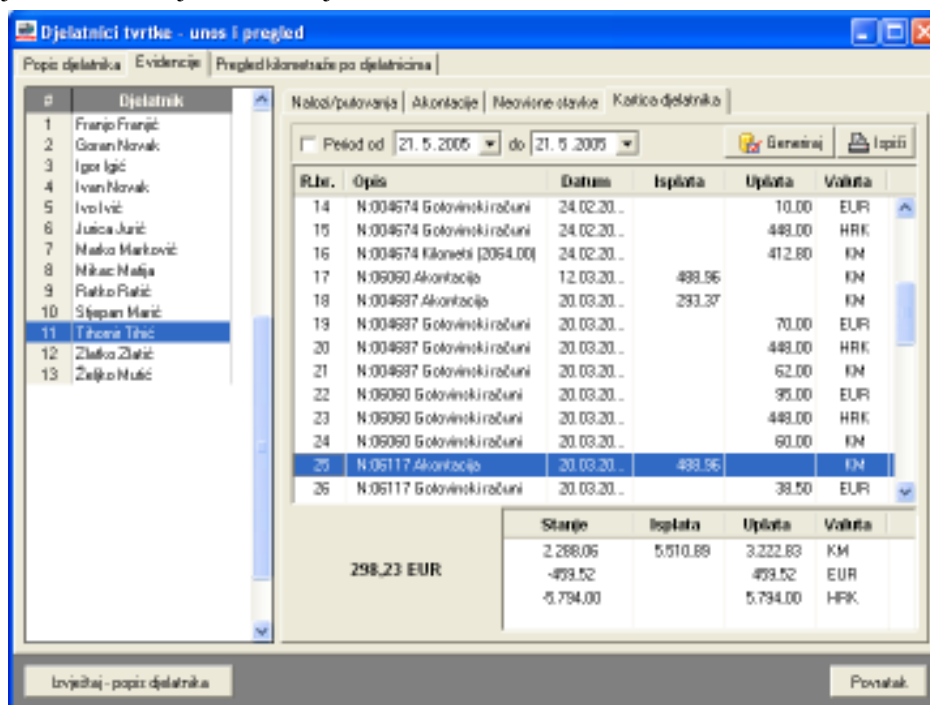 Djelatnici tvrtke - unos i pregled
Popis djelatnika Evidencije Pregled kilometraže po djelatnicima
# Djelatnik
1 Franjo Franjić
2 Goran Novak
3 Igor Igić
4 Ivan Novak
5 Ivo Ivić
6 Jurica Jurić
7 Marko Marković
8 Mikac Matija
9 Ratko Ratić
10 Stjepan Marić
11 Tihomir Tihić
12 Zlatko Zlatić
13 Željko Mutić
Nalozi/putovanja Akontacije Neovisne stavke Kartica djelatnika
Period od 21. 5. 2005 do 21. 5. 2005 Generiraj Ispiši
R.br. Opis Datum Isplata Uplata Valuta
14 N:004674 Gotovinski računi 24.02.20... 10.00 EUR
15 N:004674 Gotovinski računi 24.02.20... 448.00 HRK
16 N:004674 Kilometri (2064.00) 24.02.20... 412.80 KM
17 N:06060 Akontacija 12.03.20... 488.96 KM
18 N:004687 Akontacija 20.03.20... 293.37 KM
19 N:004687 Gotovinski računi 20.03.20... 70.00 EUR
20 N:004687 Gotovinski računi 20.03.20... 448.00 HRK
21 N:004687 Gotovinski računi 20.03.20... 62.00 KM
22 N:06060 Gotovinski računi 20.03.20... 95.00 EUR
23 N:06060 Gotovinski računi 20.03.20... 448.00 HRK
24 N:06060 Gotovinski računi 20.03.20... 60.00 KM
25 N:06117 Akontacija 20.03.20... 488.96 KM
26 N:06117 Gotovinski računi 20.03.20... 38.50 EUR
Stanje Isplata Uplata Valuta
2.288.06 5.510.89 3.222.83 KM
298,23 EUR
-459.52 459.52 EUR
-5.794.00 5.794.00 HRK
Izvještaj - popis djelatnika Povratak